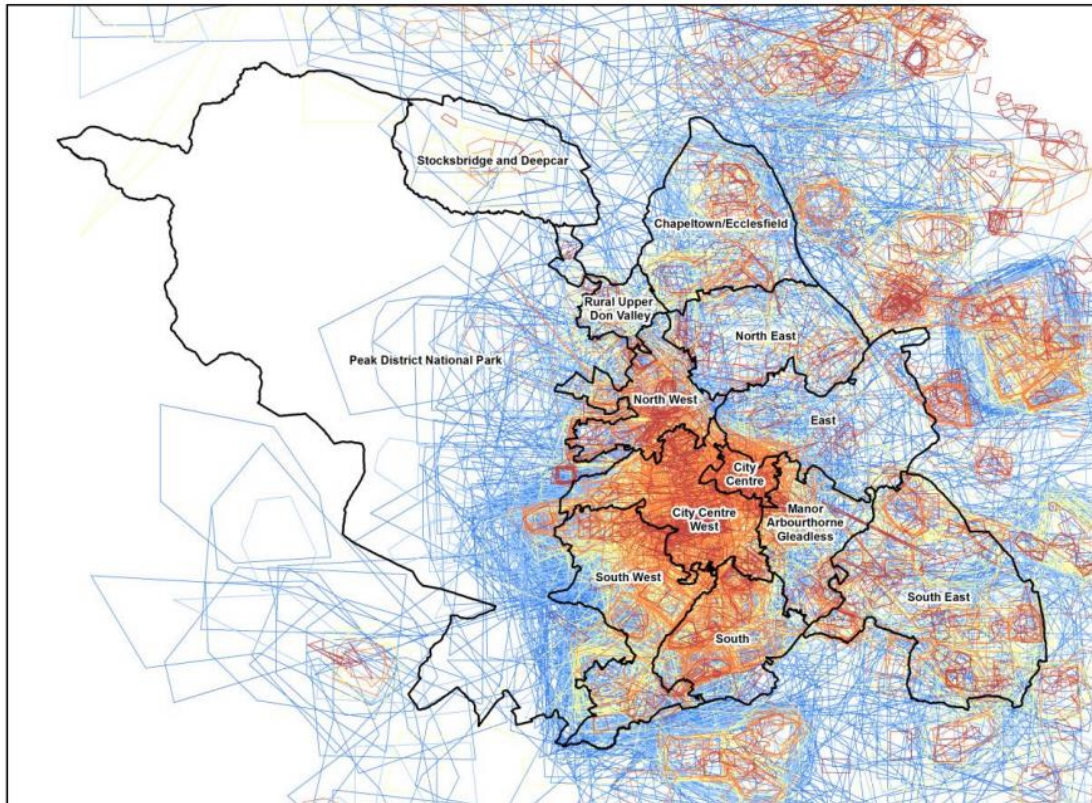 Stocksbridge and Deepcar
Chapeltown/Ecclesfield
Rural Upper
Don Valley
North East
Peak District National Park
North West
East
City
Centre
City Centre
West
Manor
Arbourthorne
Gleadless
South West
South East
South